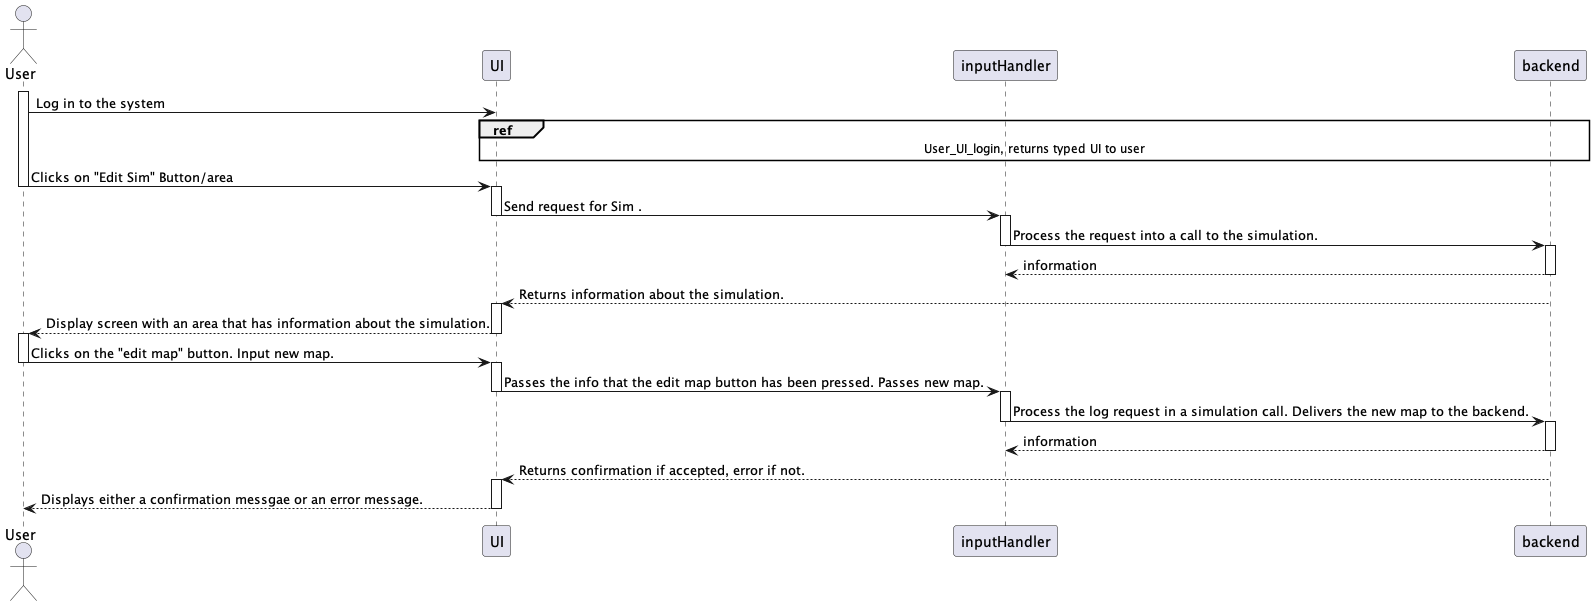 User
UI
inputHandler
backend
Log in to the system
ref
User_UI_login, returns typed UI to user
Clicks on "Edit Sim" Button/area
Send request for Sim .
Process the request into a call to the simulation.
information
Returns information about the simulation.
Display screen with an area that has information about the simulation.
Clicks on the "edit map" button. Input new map.
Passes the info that the edit map button has been pressed. Passes new map.
Process the log request in a simulation call. Delivers the new map to the backend.
information
Returns confirmation if accepted, error if not.
Displays either a confirmation messgae or an error message.
User
UI
inputHandler
backend